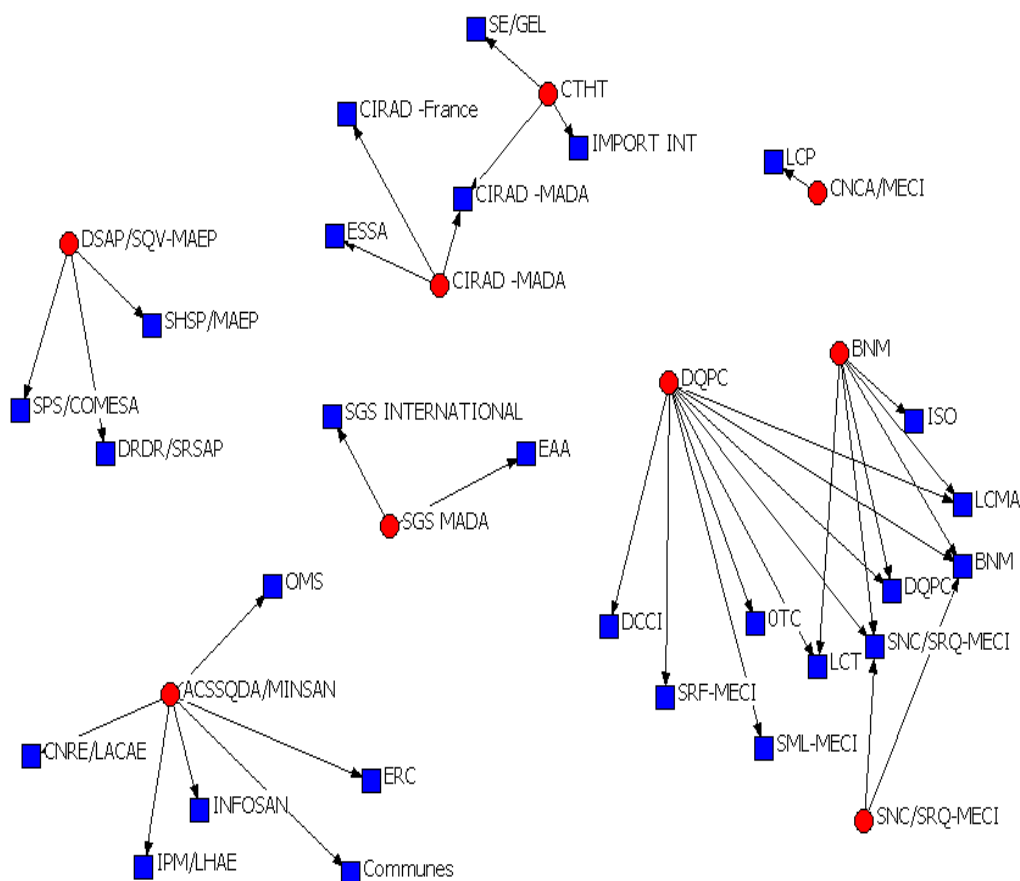 SE/GEL
CTHT
CIRAD -France
IMPORT INT
LCP
CNCA/MECI
CIRAD -MADA
ESSA
DSAP/SQV-MAEP
CIRAD -MADA
SHSP/MAEP
BNM
DQPC
SPS/COMESA
SGS INTERNATIONAL
ISO
DRDR/SRSAP
EAA
LCMA
SGS MADA
BNM
OMS
DQPC
DCCI
0TC
SNC/SRQ-MECI
LCT
ACSSQDA/MINSAN
SRF-MECI
CNRE/LACAE
SML-MECI
ERC
INFOSAN
SNC/SRQ-MECI
IPM/LHAE
Communes